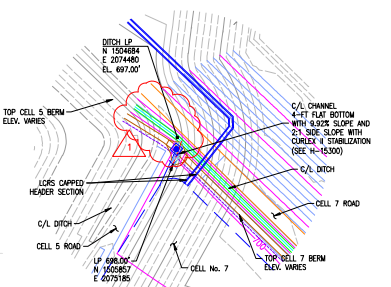 DITCH LP
N 1504684
E 2074480
EL. 697.00'
TOP CELL 5 BERM
ELEV. VARIES
C/L CHANNEL
4-FT FLAT BOTTOM
WITH 9.92% SLOPE AND
2:1 SIDE SLOPE WITH
CURLEX II STABILIZATION
(SEE H-15300)
1
C/L DITCH
LCRS CAPPED
HEADER SECTION
CELL 7 ROAD
C/L DITCH
CELL 5 ROAD
700
LP 698.00'
N 1505857
E 2075185
CELL No. 7
TOP CELL 7 BERM
ELEV. VARIES